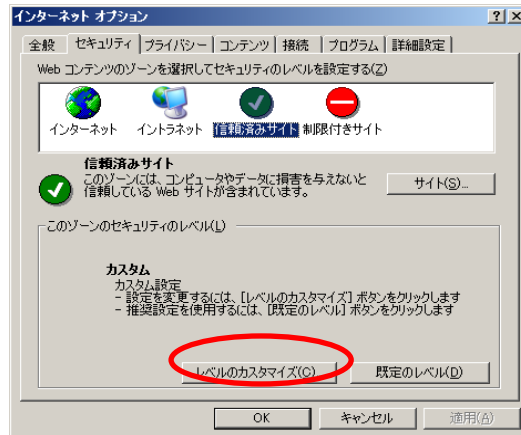 インターネット オプション
全般 セキュリティ プライバシー コンテンツ 接続 プログラム 詳細設定
Web コンテンツのゾーンを選択してセキュリティのレベルを設定する(Z)
インターネット イントラネット 信頼済みサイト 制限付きサイト
信頼済みサイト
このゾーンには、コンピュータやデータに損害を与えないと
信頼している Web サイトが含まれています。
サイト(S)...
このゾーンのセキュリティのレベル(L)
カスタム
カスタム設定
- 設定を変更するには、[レベルのカスタマイズ] ボタンをクリックします
- 推奨設定を使用するには、[既定のレベル] ボタンをクリックします
レベルのカスタマイズ(C) 既定のレベル(D)
OK キャンセル 適用(A)